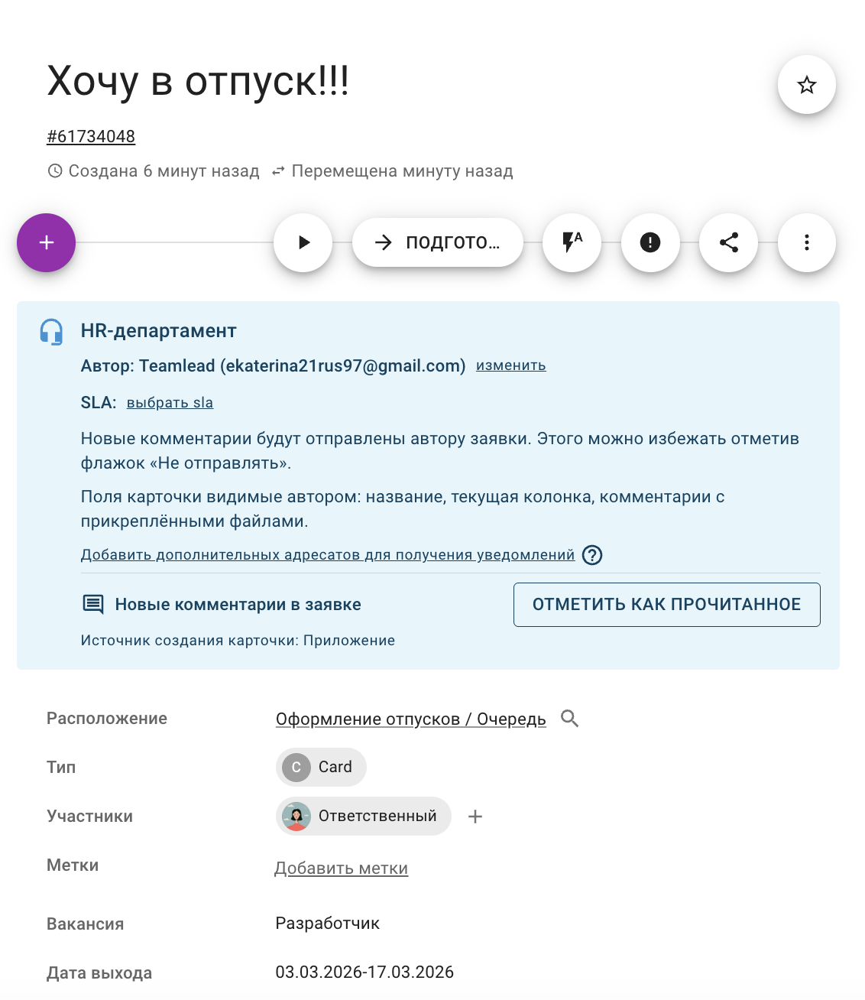 Хочу в отпуск!!!
#61734048
Создана 6 минут назад Перемещена минуту назад
ПОДГОТО...
A
HR-департамент
Автор: Teamlead (ekaterina21rus97@gmail.com) изменить
SLA: выбрать sla
Новые комментарии будут отправлены автору заявки. Этого можно избежать отметив
флажок «Не отправлять».
Поля карточки видимые автором: название, текущая колонка, комментарии с
прикреплёнными файлами.
Добавить дополнительных адресатов для получения уведомлений
Новые комментарии в заявке ОТМЕТИТЬ КАК ПРОЧИТАННОЕ
Источник создания карточки: Приложение
Расположение Оформление отпусков / Очередь
Тип C Card
Участники Ответственный
Метки Добавить метки
Вакансия Разработчик
Дата выхода 03.03.2026-17.03.2026